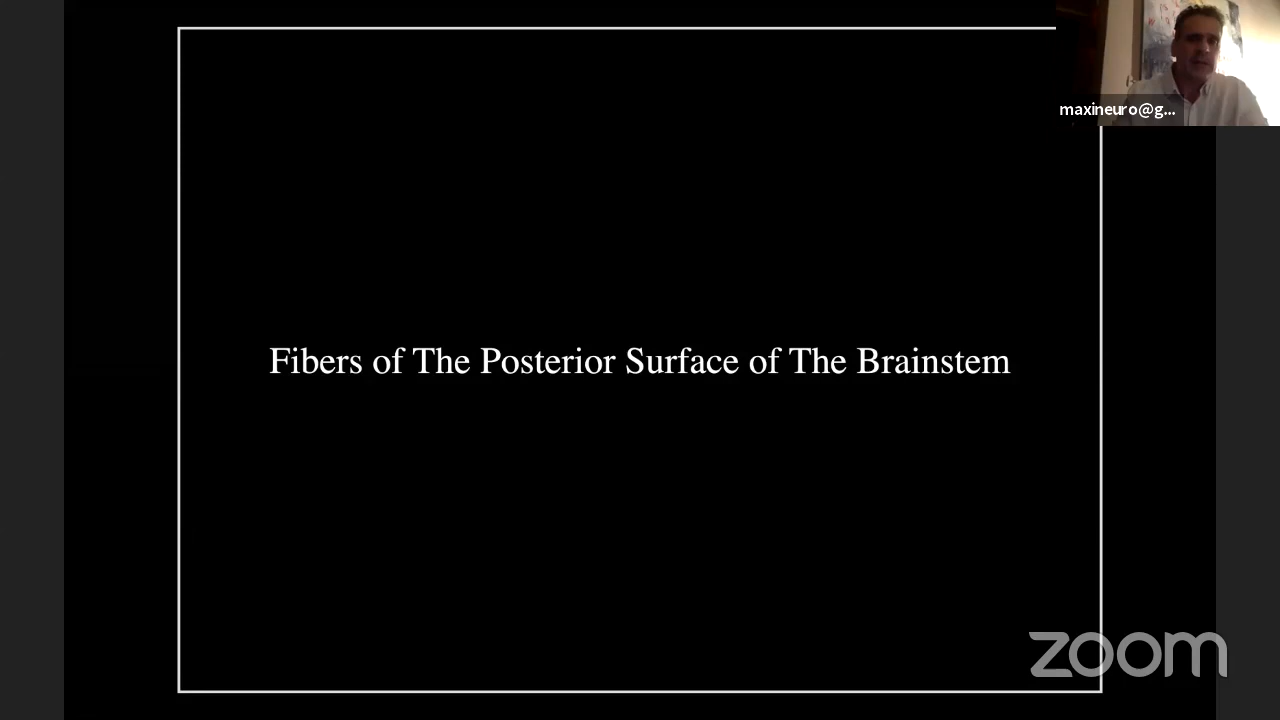 maxineuro@g...
Fibers of The Posterior Surface of The Brainstem
zoom